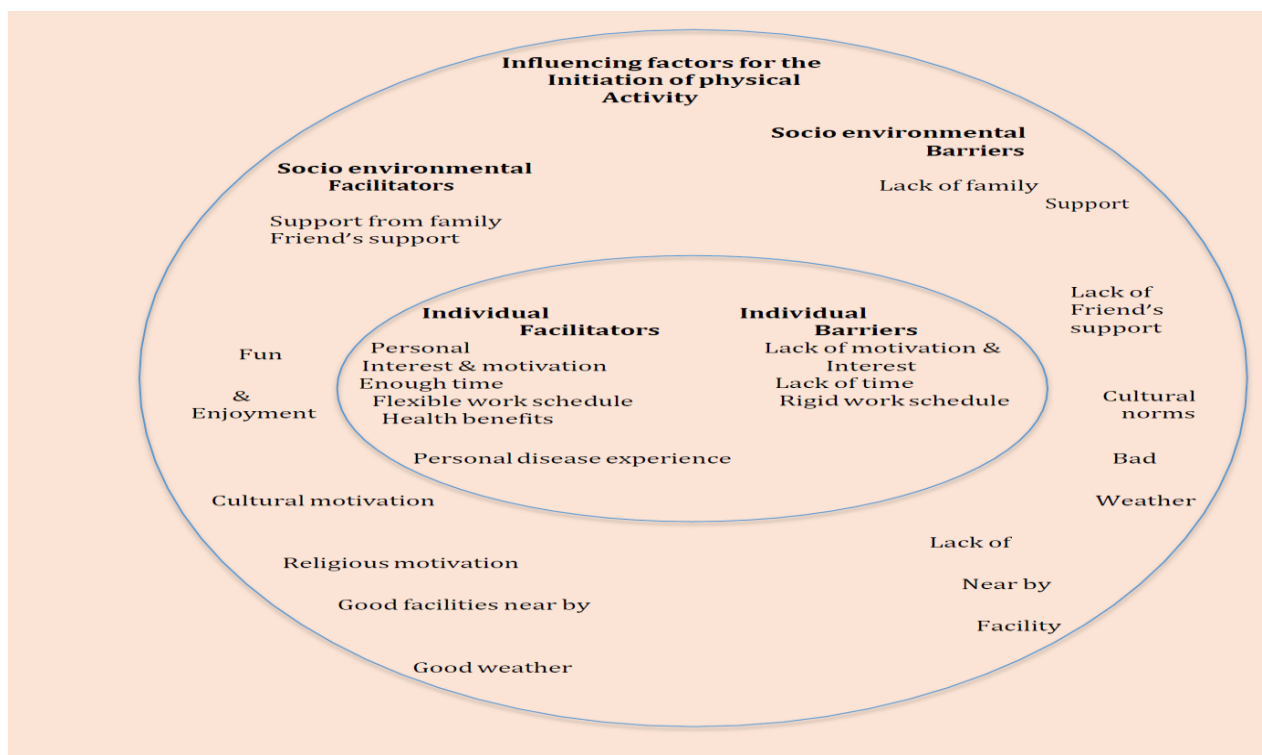 Influencing factors for the
Initiation of physical
Activity
Socio environmental
Facilitators
Support from family
Friend's support
Fun
&
Enjoyment
Cultural motivation
Religious motivation
Good facilities near by
Good weather
Socio environmental
Barriers
Lack of family
Support
Lack of
Friend's
support
Cultural
norms
Bad
Weather
Lack of
Near by
Facility
Individual
Facilitators
Personal
Interest & motivation
Enough time
Flexible work schedule
Health benefits
Personal disease experience
Individual
Barriers
Lack of motivation &
Interest
Lack of time
Rigid work schedule